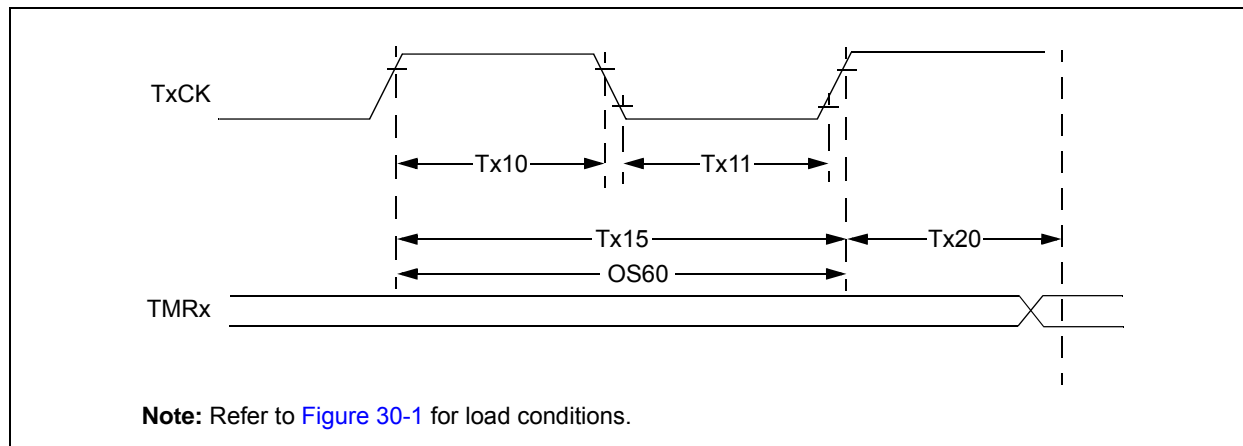 TxCK
Tx10
Tx11
Tx15
Tx20
OS60
TMRx
Note: Refer to Figure 30-1 for load conditions.